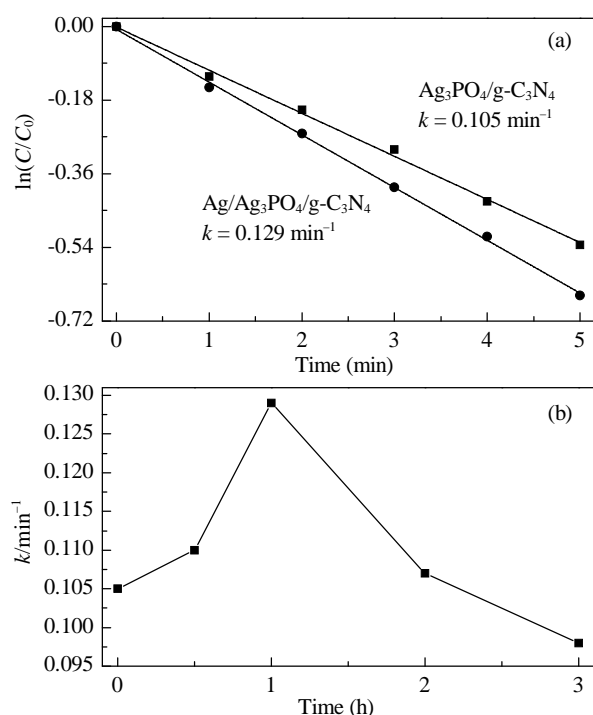 (a)
0.00
-0.18
-0.36
-0.54
-0.72
ln(C/C₀)
Ag₃PO₄/g-C₃N₄
k = 0.105 min⁻¹
Ag/Ag₃PO₄/g-C₃N₄
k = 0.129 min⁻¹
0 1 2 3 4 5
Time (min)
(b)
0.130
0.125
0.120
0.115
0.110
0.105
0.100
0.095
k/min⁻¹
0 1 2 3
Time (h)